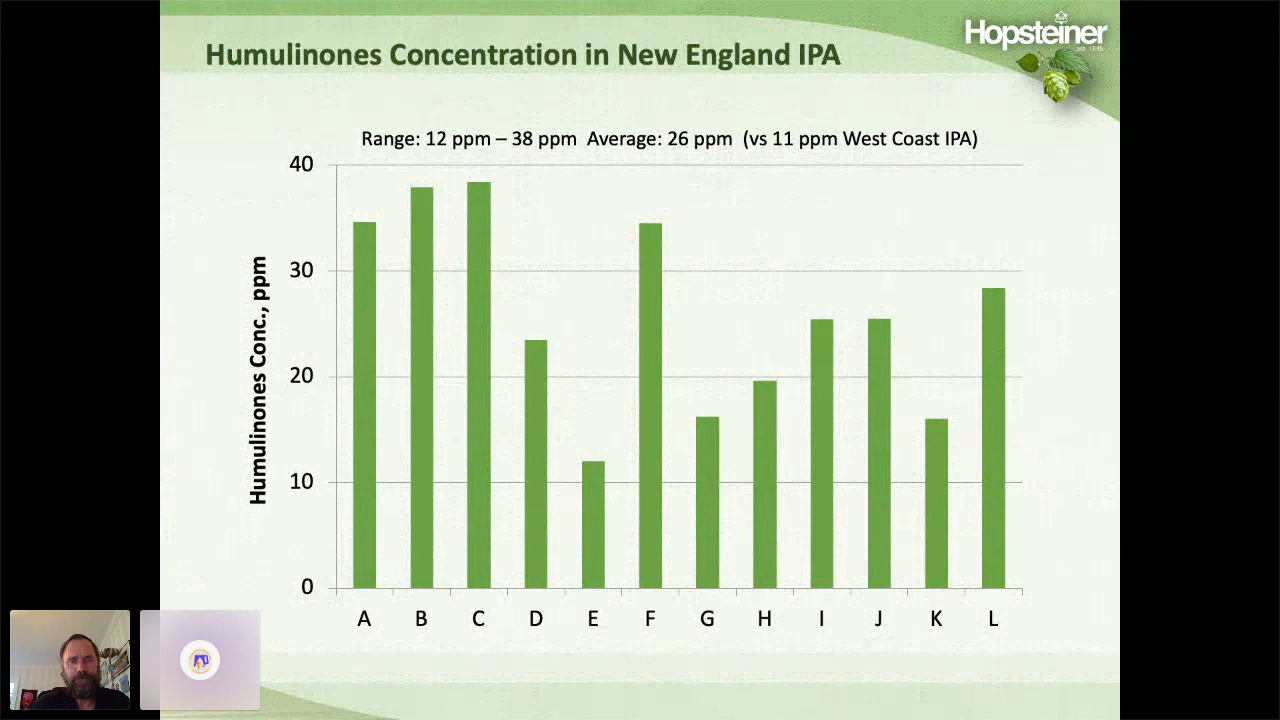 Hopsteiner
Humulinones Concentration in New England IPA
Range: 12 ppm – 38 ppm Average: 26 ppm (vs 11 ppm West Coast IPA)
Humulinones Conc., ppm
40
30
20
10
0
A B C D E F G H I J K L